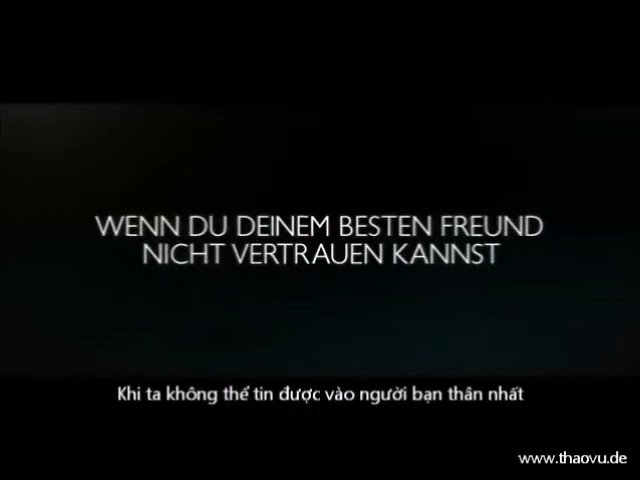 WENN DU DEINEM BESTEN FREUND
NICHT VERTRAUEN KANNST
Khi ta không thể tin được vào người bạn thân nhất
www.thaovu.de